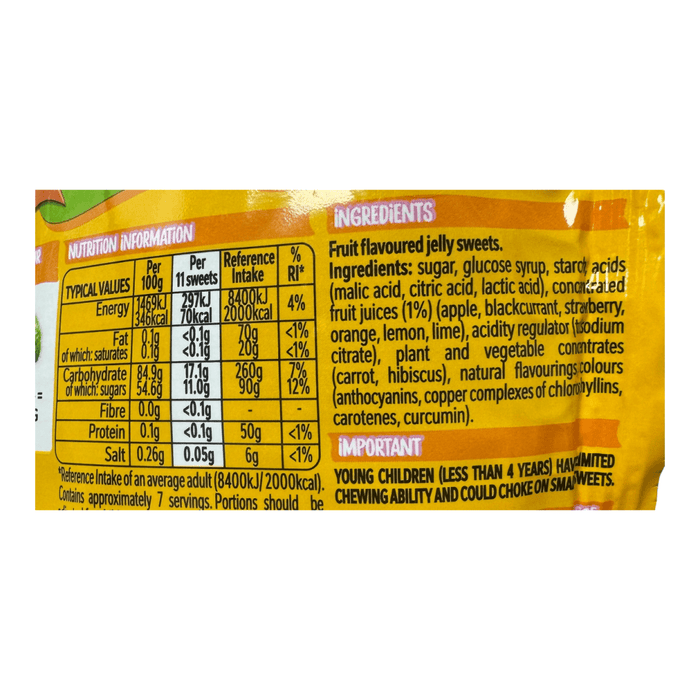 NUTRITION INFORMATION
TYPICAL VALUES Per 100g Per 11 sweets Reference Intake % RI*
Energy 1469kJ 297kJ 8400kJ 4%
346kcal 70kcal 2000kcal
Fat 0.1g <0.1g 70g <1%
of which: saturates 0.1g <0.1g 20g <1%
Carbohydrate 84.9g 17.1g 260g 7%
of which: sugars 54.6g 11.0g 90g 12%
Fibre 0.0g <0.1g - -
Protein 0.1g <0.1g 50g <1%
Salt 0.26g 0.05g 6g <1%
*Reference Intake of an average adult (8400kJ/2000kcal).
Contains approximately 7 servings. Portions should be
INGREDIENTS
Fruit flavoured jelly sweets.
Ingredients: sugar, glucose syrup, starch, acids
(malic acid, citric acid, lactic acid), concentrated
fruit juices (1%) (apple, blackcurrant, strawberry,
orange, lemon, lime), acidity regulator (trisodium
citrate), plant and vegetable concentrates
(carrot, hibiscus), natural flavourings, colours
(anthocyanins, copper complexes of chlorophyllins,
carotenes, curcumin).
IMPORTANT
YOUNG CHILDREN (LESS THAN 4 YEARS) HAVE LIMITED
CHEWING ABILITY AND COULD CHOKE ON SMALL SWEETS.